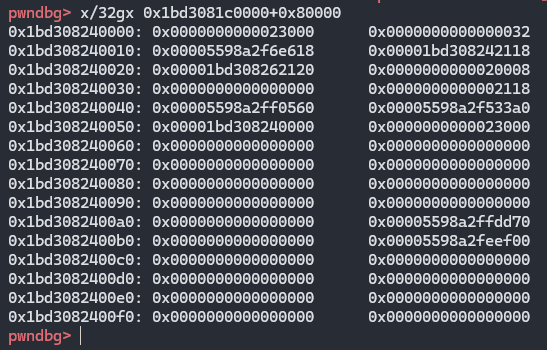 pwndbg> x/32gx 0x1bd3081c0000+0x80000
0x1bd308240000: 0x0000000000023000 0x0000000000000032
0x1bd308240010: 0x00005598a2f6e618 0x00001bd308242118
0x1bd308240020: 0x00001bd308262120 0x0000000000020008
0x1bd308240030: 0x0000000000000000 0x0000000000002118
0x1bd308240040: 0x00005598a2ff0560 0x00005598a2f533a0
0x1bd308240050: 0x00001bd308240000 0x0000000000023000
0x1bd308240060: 0x0000000000000000 0x0000000000000000
0x1bd308240070: 0x0000000000000000 0x0000000000000000
0x1bd308240080: 0x0000000000000000 0x0000000000000000
0x1bd308240090: 0x0000000000000000 0x0000000000000000
0x1bd3082400a0: 0x0000000000000000 0x00005598a2ffdd70
0x1bd3082400b0: 0x0000000000000000 0x00005598a2feef00
0x1bd3082400c0: 0x0000000000000000 0x0000000000000000
0x1bd3082400d0: 0x0000000000000000 0x0000000000000000
0x1bd3082400e0: 0x0000000000000000 0x0000000000000000
0x1bd3082400f0: 0x0000000000000000 0x0000000000000000
pwndbg>